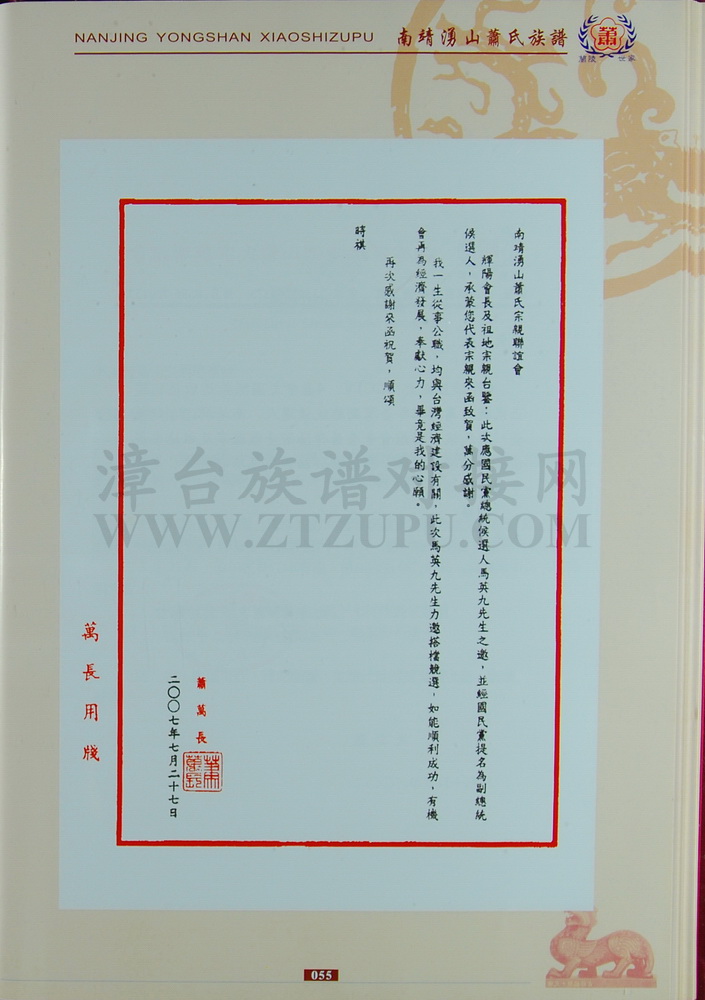 NANJING YONGSHAN XIAOSHIZUPU 南靖湧山蕭氏族譜
蕭
蘭陵 世家
南靖湧山蕭氏宗親聯誼會
輝陽會長及祖地宗親台鑒：此次應國民黨總統候選人馬英九先生之邀，並經國民黨提名為副總統
候選人，承蒙您代表宗親來函致賀，萬分感謝。
我一生從事公職，均與台灣經濟建設有關，此次馬英九先生力邀搭檔競選，如能順利成功，有機
會再為經濟發展，奉獻心力，畢竟是我的心願。
再次感謝來函祝賀，順頌
時祺
蕭萬長
二〇〇七年七月二十七日
萬長用牋
漳台族谱对接网
WWW.ZTZUPU.COM
055